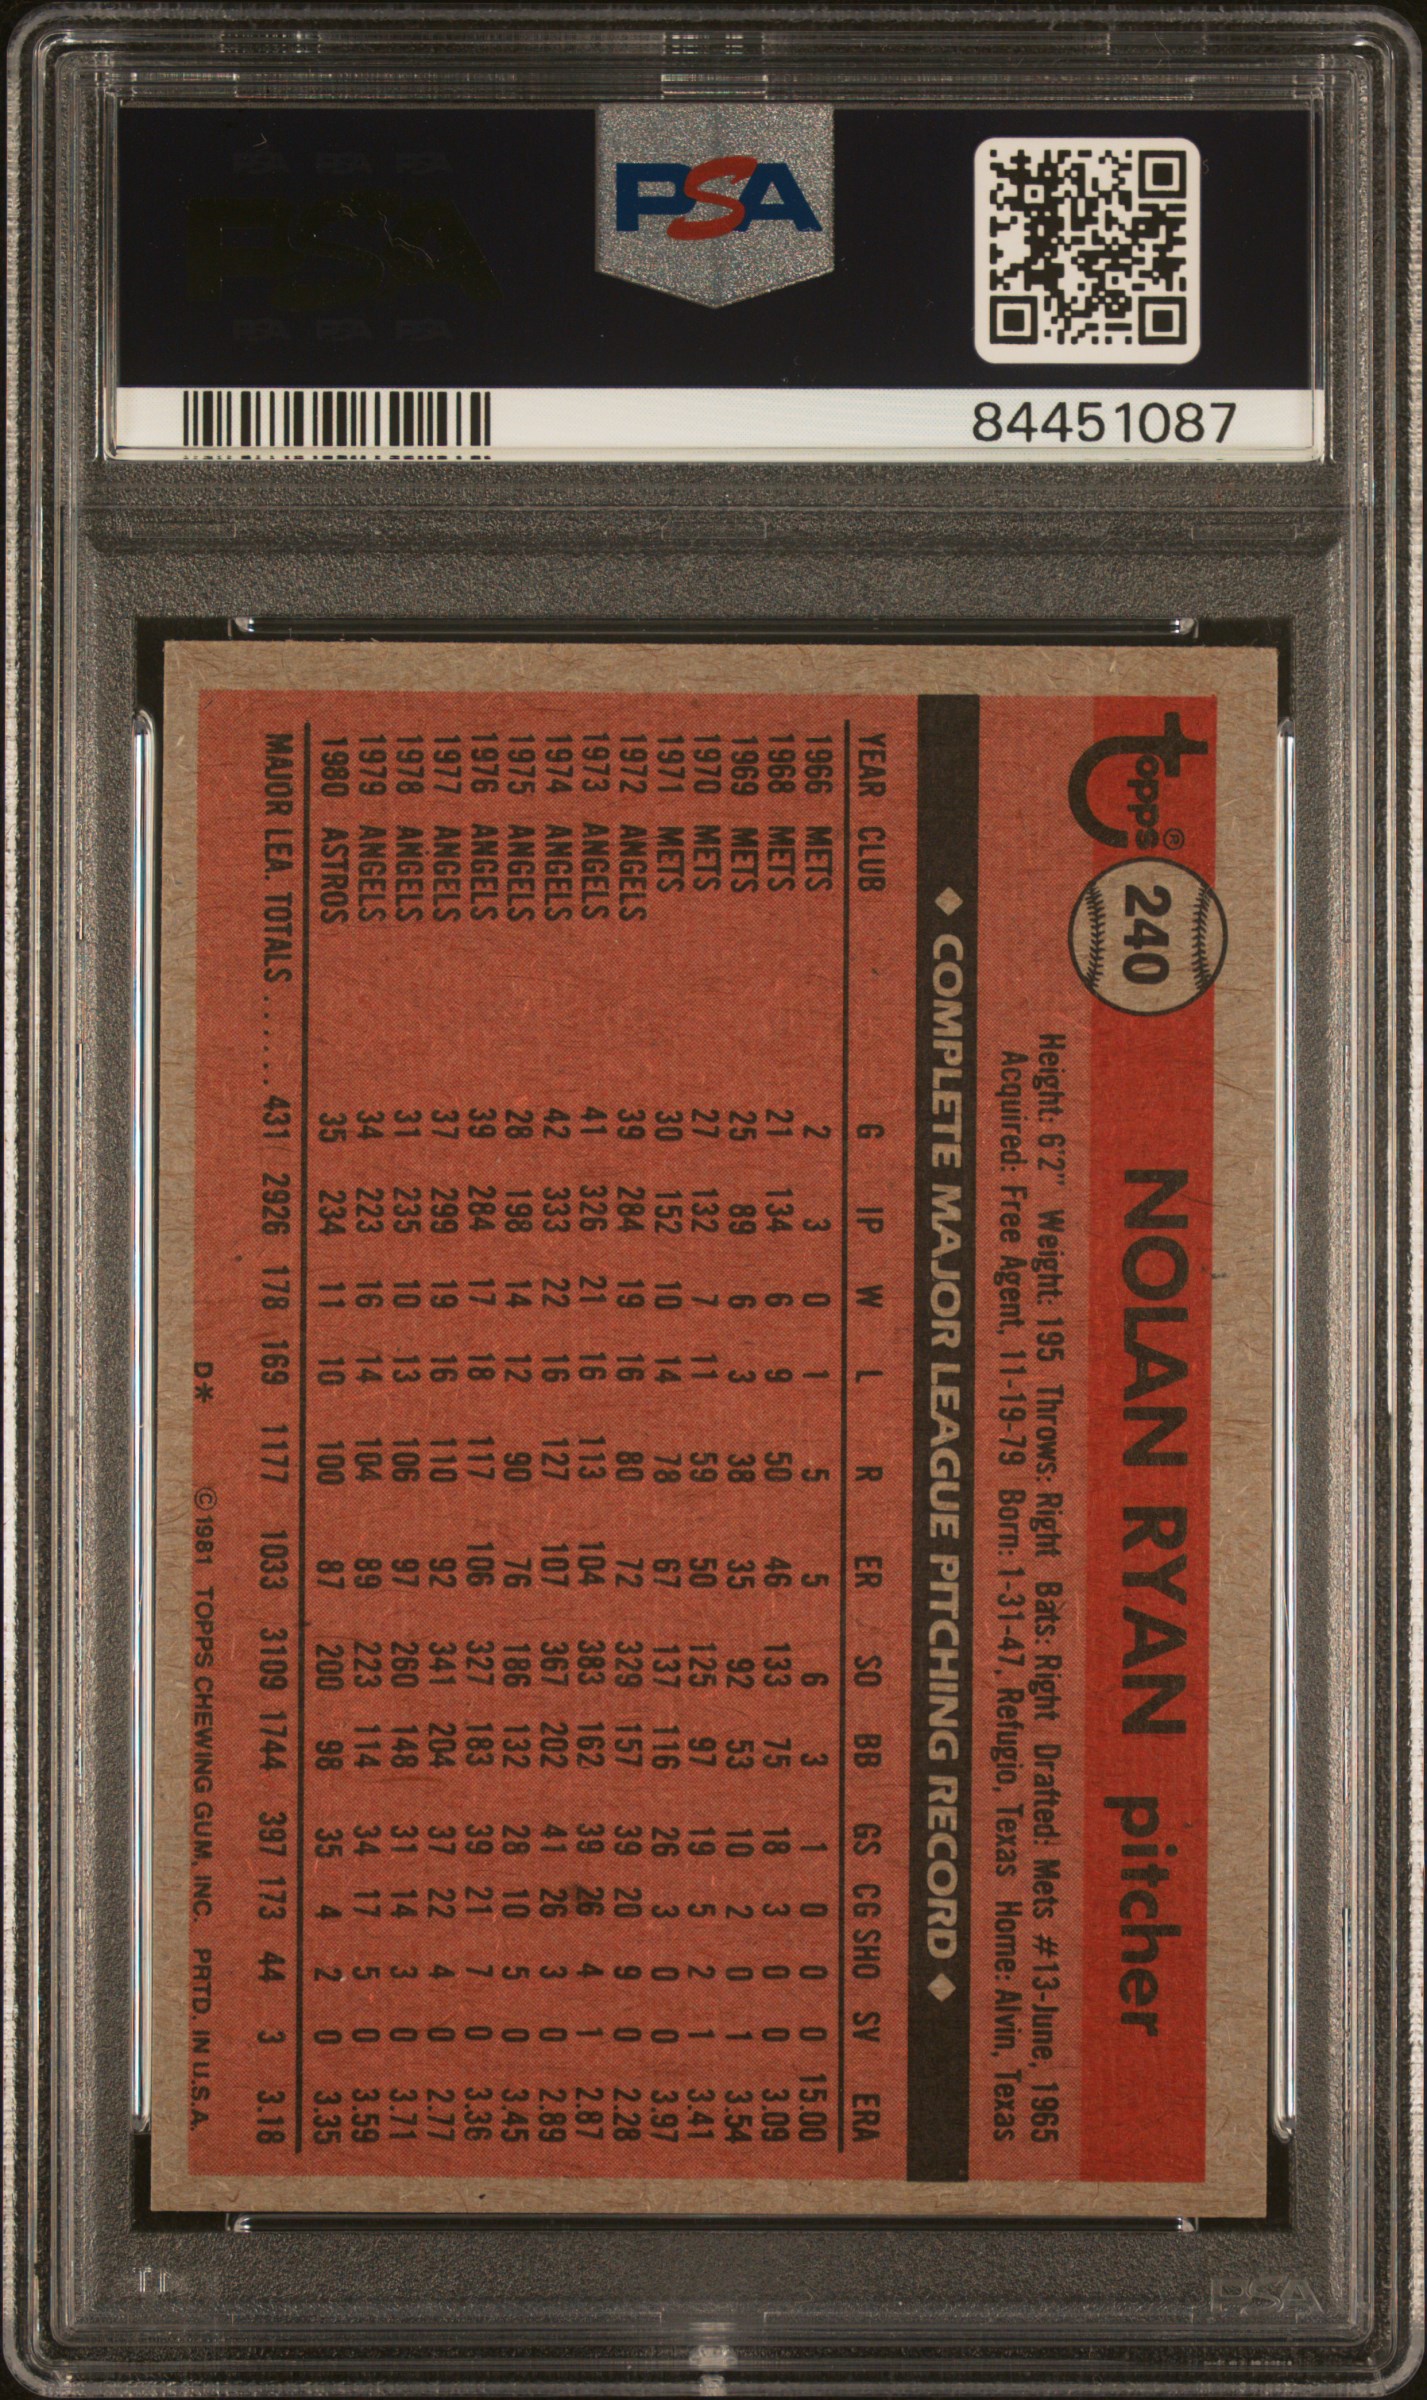 PSA
84451087
topps®
240 NOLAN RYAN pitcher
Height: 6'2" Weight: 195 Throws: Right Bats: Right Drafted: Mets #13-June, 1965
Acquired: Free Agent, 11-19-79 Born: 1-31-47, Refugio, Texas Home: Alvin, Texas
◆ COMPLETE MAJOR LEAGUE PITCHING RECORD ◆
YEAR CLUB G IP W L R ER SO BB GS CG SHO SV ERA
1966 METS 2 3 0 1 5 5 6 3 1 0 0 0 15.00
1968 METS 21 134 6 9 50 46 133 75 18 3 0 0 3.09
1969 METS 25 89 6 3 38 35 92 53 10 2 0 1 3.54
1970 METS 27 132 7 11 59 50 125 97 19 5 2 1 3.41
1971 METS 30 152 10 14 78 67 137 116 26 3 0 0 3.97
1972 ANGELS 39 284 19 16 80 72 329 157 39 20 9 0 2.28
1973 ANGELS 41 326 21 16 113 104 383 162 39 26 4 1 2.87
1974 ANGELS 42 333 22 16 127 107 367 202 41 26 3 0 2.89
1975 ANGELS 28 198 14 12 90 76 186 132 28 10 5 0 3.45
1976 ANGELS 39 284 17 18 117 106 327 183 39 21 7 0 3.36
1977 ANGELS 37 299 19 16 110 92 341 204 37 22 4 0 2.77
1978 ANGELS 31 235 10 13 106 97 260 148 31 14 3 0 3.71
1979 ANGELS 34 223 16 14 104 89 223 114 34 17 5 0 3.59
1980 ASTROS 35 234 11 10 100 87 200 98 35 4 2 0 3.35
MAJOR LEA. TOTALS ...... 431 2926 178 169 1177 1033 3109 1744 397 173 44 3 3.18
D* © 1981 TOPPS CHEWING GUM, INC. PRTD. IN U.S.A.
PSA